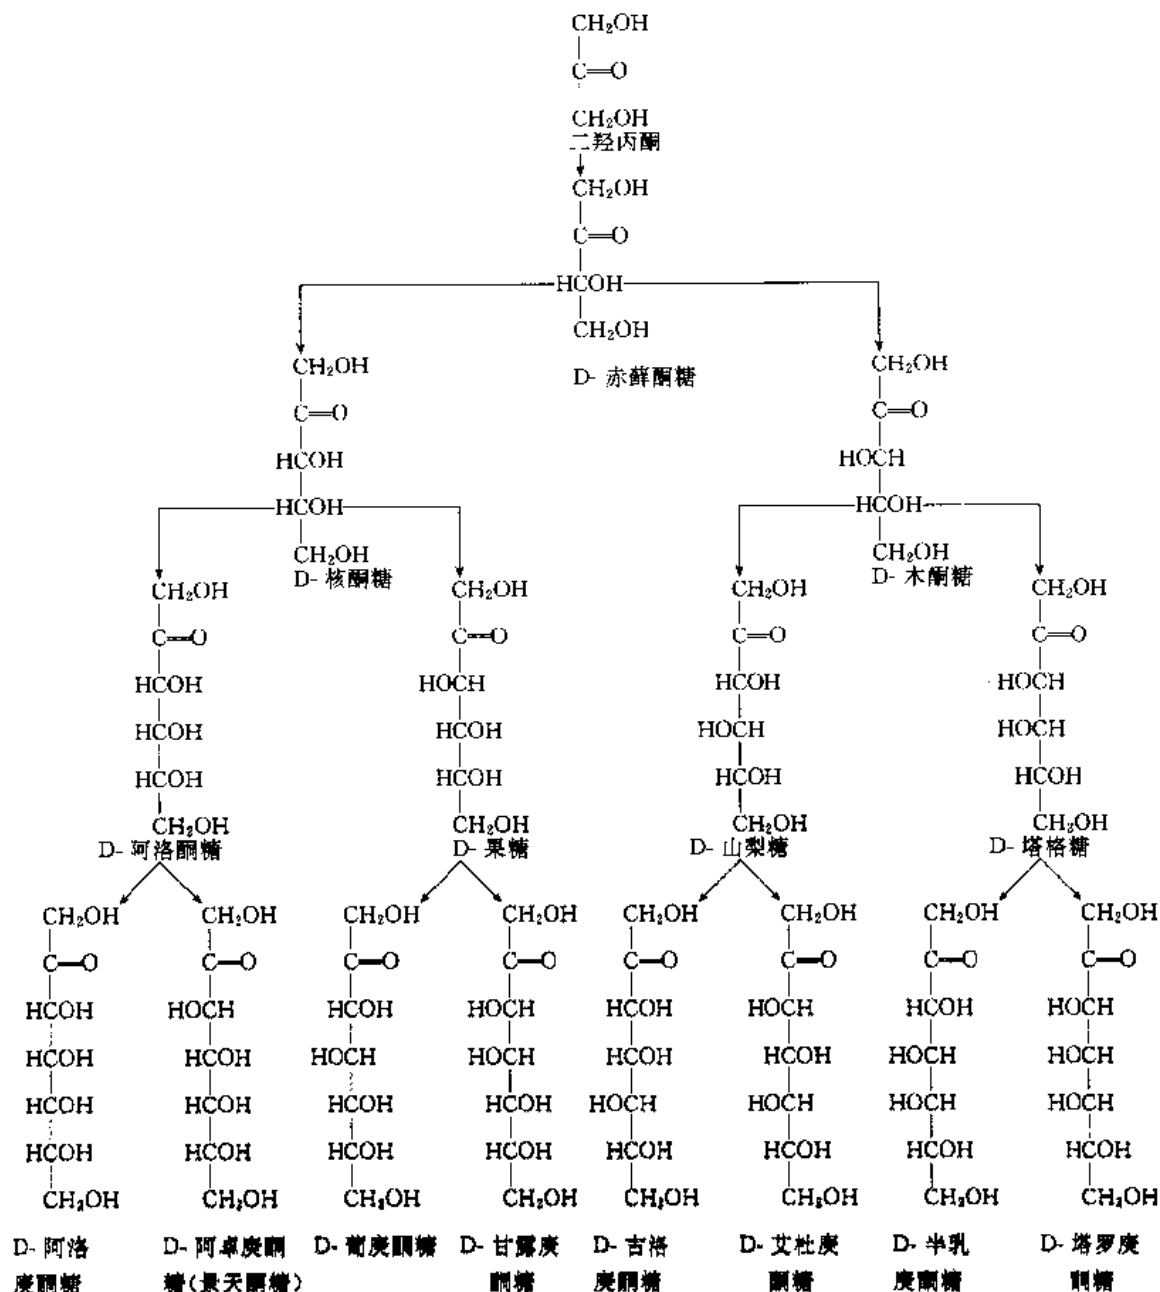 CH₂OH
C=O
CH₂OH
二羟丙酮
CH₂OH
C=O
HCOH
CH₂OH
D- 赤藓酮糖
CH₂OH
C=O
HCOH
HCOH
CH₂OH
D- 核酮糖
CH₂OH
C=O
HOCH
HCOH
CH₂OH
D- 木酮糖
CH₂OH
C=O
HCOH
HCOH
HCOH
CH₂OH
D- 阿洛酮糖
CH₂OH
C=O
HOCH
HCOH
HCOH
CH₂OH
D- 果糖
CH₂OH
C=O
HCOH
HOCH
HCOH
CH₂OH
D- 山梨糖
CH₂OH
C=O
HOCH
HOCH
HCOH
CH₂OH
D- 塔格糖
CH₂OH
C=O
HCOH
HCOH
HCOH
HCOH
CH₂OH
D- 阿洛
庚酮糖
CH₂OH
C=O
HOCH
HCOH
HCOH
HCOH
CH₂OH
D- 阿卓庚酮
糖(景天酮糖)
CH₂OH
C=O
HCOH
HOCH
HCOH
HCOH
CH₂OH
D- 葡庚酮糖
CH₂OH
C=O
HOCH
HOCH
HCOH
HCOH
CH₂OH
D- 甘露庚
酮糖
CH₂OH
C=O
HCOH
HCOH
HOCH
HCOH
CH₂OH
D- 古洛
庚酮糖
CH₂OH
C=O
HOCH
HCOH
HOCH
HCOH
CH₂OH
D- 艾杜庚
酮糖
CH₂OH
C=O
HCOH
HOCH
HOCH
HCOH
CH₂OH
D- 半乳
庚酮糖
CH₂OH
C=O
HOCH
HOCH
HOCH
HCOH
CH₂OH
D- 塔罗庚
酮糖